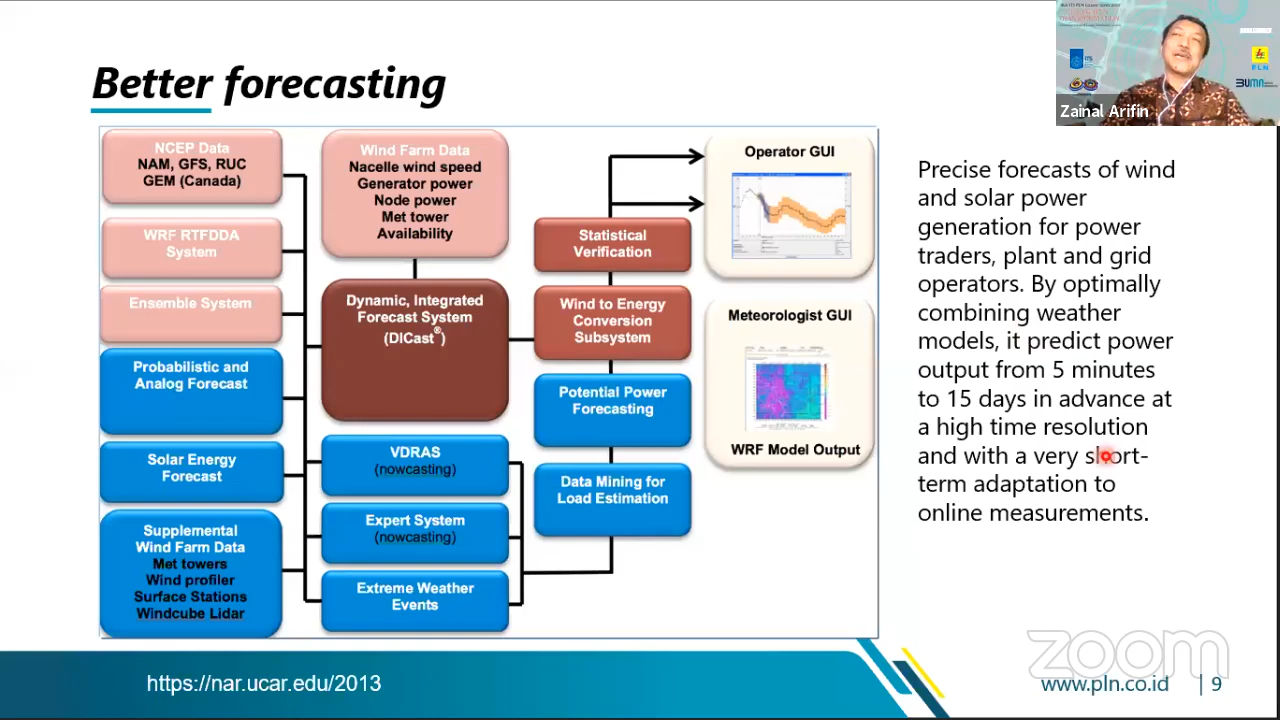 Better forecasting
NCEP Data
NAM, GFS, RUC
GEM (Canada)
WRF RTFDDA
System
Ensemble System
Probabilistic and
Analog Forecast
Solar Energy
Forecast
Supplemental
Wind Farm Data
Met towers
Wind profiler
Surface Stations
Windcube Lidar
Wind Farm Data
Nacelle wind speed
Generator power
Node power
Met tower
Availability
Dynamic, Integrated
Forecast System
(DICast®)
VDRAS
(nowcasting)
Expert System
(nowcasting)
Extreme Weather
Events
Statistical
Verification
Wind to Energy
Conversion
Subsystem
Potential Power
Forecasting
Data Mining for
Load Estimation
Operator GUI
Meteorologist GUI
WRF Model Output
ITS
PLN
BUMN
Zainal Arifin
Precise forecasts of wind
and solar power
generation for power
traders, plant and grid
operators. By optimally
combining weather
models, it predict power
output from 5 minutes
to 15 days in advance at
a high time resolution
and with a very short-
term adaptation to
online measurements.
zoom
https://nar.ucar.edu/2013
www.pln.co.id | 9